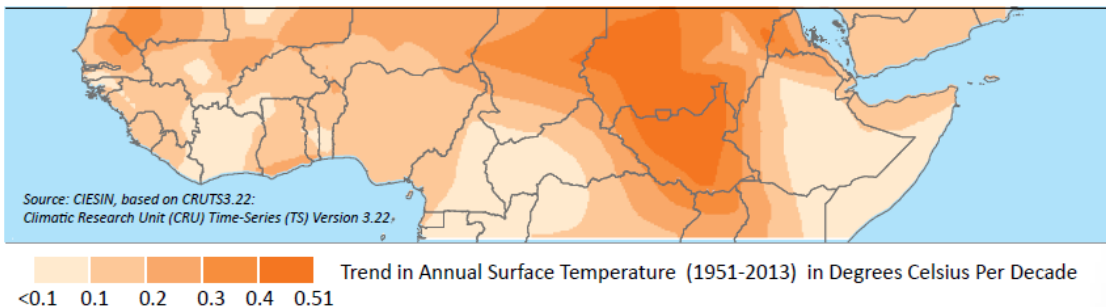 Source: CIESIN, based on CRUTS3.22:
Climatic Research Unit (CRU) Time-Series (TS) Version 3.22,
Trend in Annual Surface Temperature (1951-2013) in Degrees Celsius Per Decade
<0.1 0.1 0.2 0.3 0.4 0.51